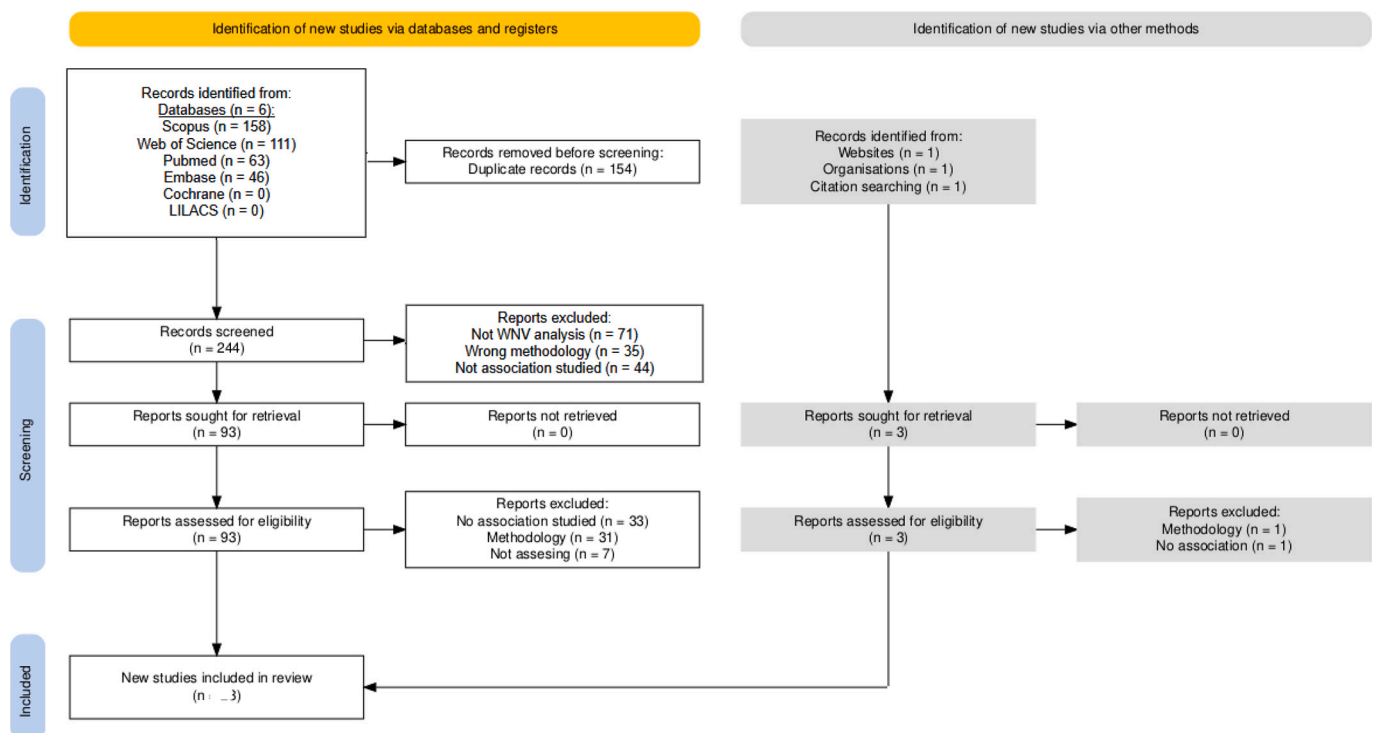 Identification of new studies via databases and registers
Identification of new studies via other methods
Identification
Records identified from:
Databases (n = 6):
Scopus (n = 158)
Web of Science (n = 111)
Pubmed (n = 63)
Embase (n = 46)
Cochrane (n = 0)
LILACS (n = 0)
Records removed before screening:
Duplicate records (n = 154)
Records identified from:
Websites (n = 1)
Organisations (n = 1)
Citation searching (n = 1)
Screening
Records screened
(n = 244)
Reports excluded:
Not WNV analysis (n = 71)
Wrong methodology (n = 35)
Not association studied (n = 44)
Reports sought for retrieval
(n = 93)
Reports not retrieved
(n = 0)
Reports sought for retrieval
(n = 3)
Reports not retrieved
(n = 0)
Reports assessed for eligibility
(n = 93)
Reports excluded:
No association studied (n = 33)
Methodology (n = 31)
Not assesing (n = 7)
Reports assessed for eligibility
(n = 3)
Reports excluded:
Methodology (n = 1)
No association (n = 1)
Included
New studies included in review
(n